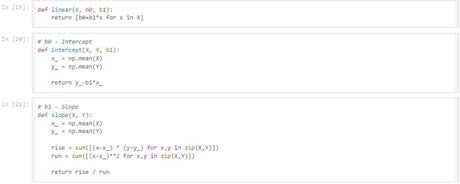 In [19]:
def linear(X, b0, b1):
    return [b0+b1*x for x in X]
In [20]:
# b0 - Intercept
def intercept(X, Y, b1):
    x_ = np.mean(X)
    y_ = np.mean(Y)
    return y_-b1*x_
In [21]:
# b1 - Slope
def slope(X, Y):
    x_ = np.mean(X)
    y_ = np.mean(Y)
    rise = sum([(x-x_) * (y-y_) for x,y in zip(X,Y)])
    run = sum([(x-x_)**2 for x,y in zip(X,Y)])
    return rise / run